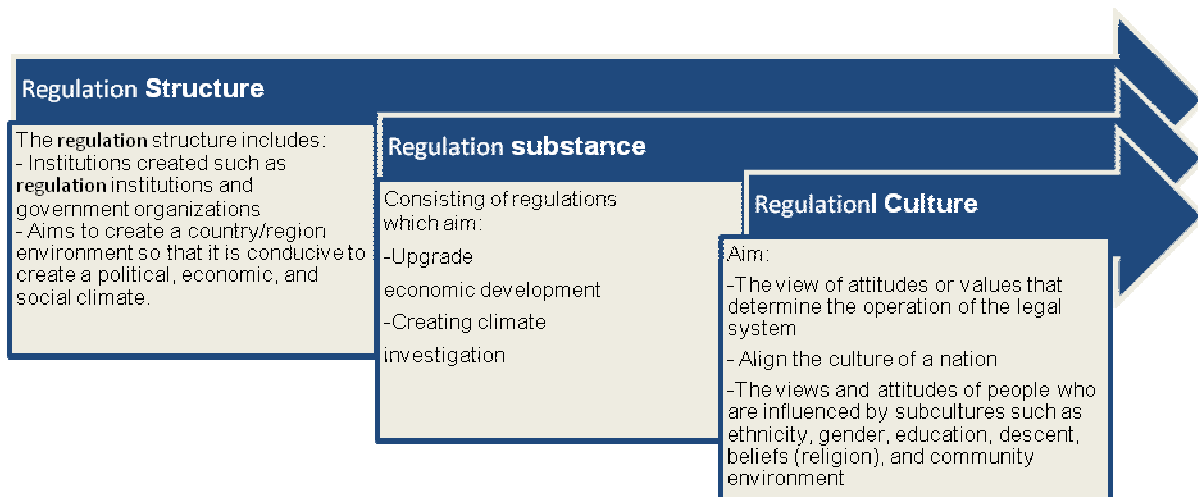 Regulation Structure
The regulation structure includes:
- Institutions created such as
regulation institutions and
government organizations
- Aims to create a country/region
environment so that it is conducive to
create a political, economic, and
social climate.
Regulation substance
Consisting of regulations
which aim:
-Upgrade
economic development
-Creating climate
investigation
Regulationl Culture
Aim:
-The view of attitudes or values that
determine the operation of the legal
system
- Align the culture of a nation
-The views and attitudes of people who
are influenced by subcultures such as
ethnicity, gender, education, descent,
beliefs (religion), and community
environment